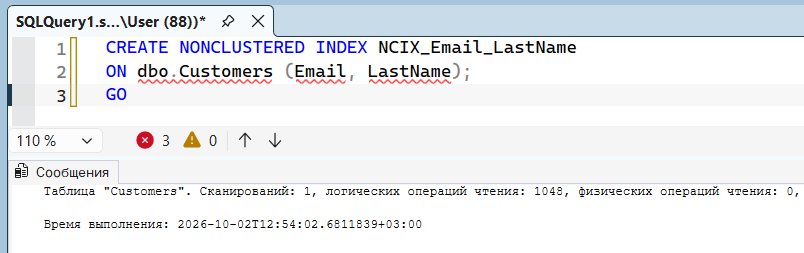 SQLQuery1.s...\User (88))*
1 CREATE NONCLUSTERED INDEX NCIX_Email_LastName
2 ON dbo.Customers (Email, LastName);
3 GO
110 % 3 0
Сообщения
Таблица "Customers". Сканирований: 1, логических операций чтения: 1048, физических операций чтения: 0,
Время выполнения: 2026-10-02T12:54:02.6811839+03:00